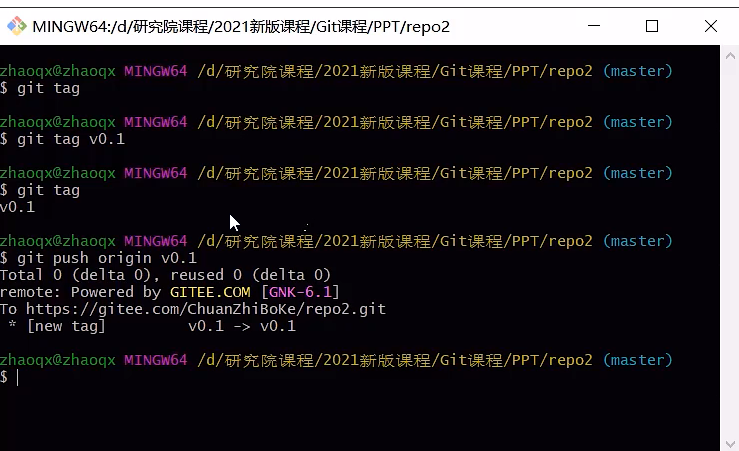 MINGW64:/d/研究院课程/2021新版课程/Git课程/PPT/repo2
zhaoqx@zhaoqx MINGW64 /d/研究院课程/2021新版课程/Git课程/PPT/repo2 (master)
$ git tag
zhaoqx@zhaoqx MINGW64 /d/研究院课程/2021新版课程/Git课程/PPT/repo2 (master)
$ git tag v0.1
zhaoqx@zhaoqx MINGW64 /d/研究院课程/2021新版课程/Git课程/PPT/repo2 (master)
$ git tag
v0.1
zhaoqx@zhaoqx MINGW64 /d/研究院课程/2021新版课程/Git课程/PPT/repo2 (master)
$ git push origin v0.1
Total 0 (delta 0), reused 0 (delta 0)
remote: Powered by GITEE.COM [GNK-6.1]
To https://gitee.com/ChuanZhiBoKe/repo2.git
 * [new tag]         v0.1 -> v0.1
zhaoqx@zhaoqx MINGW64 /d/研究院课程/2021新版课程/Git课程/PPT/repo2 (master)
$